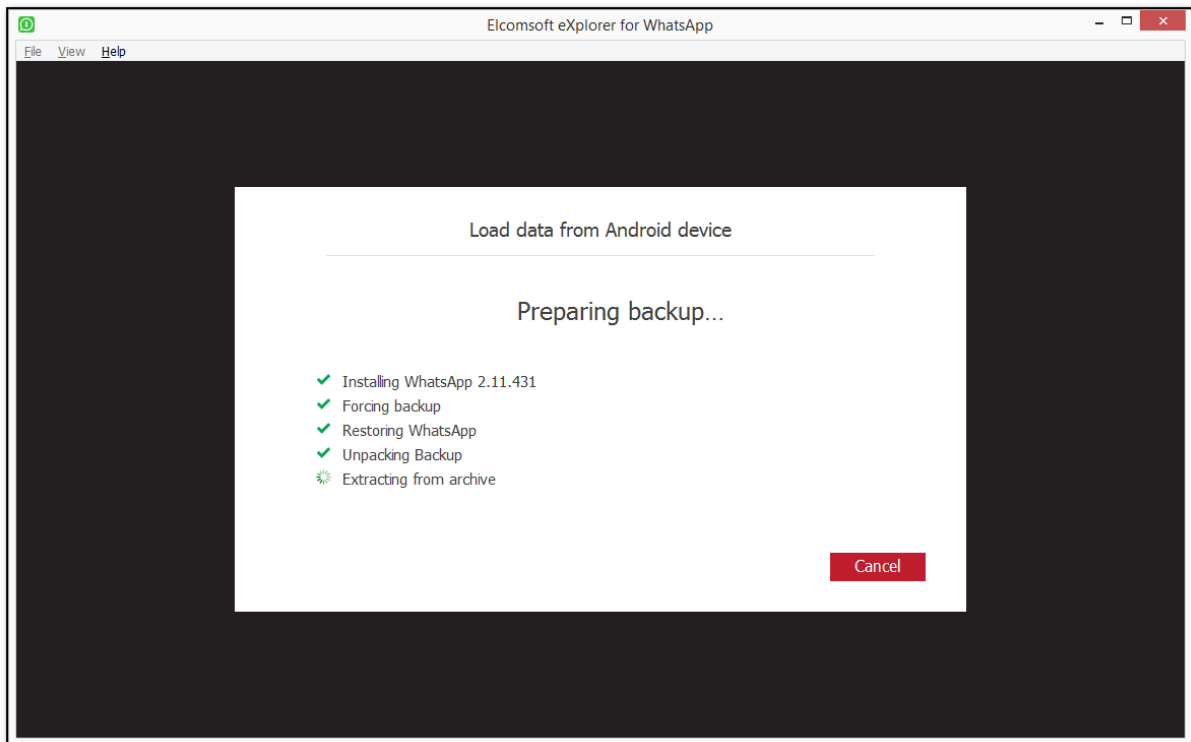 Elcomsoft eXplorer for WhatsApp
File View Help
Load data from Android device
Preparing backup...
Installing WhatsApp 2.11.431
Forcing backup
Restoring WhatsApp
Unpacking Backup
Extracting from archive
Cancel